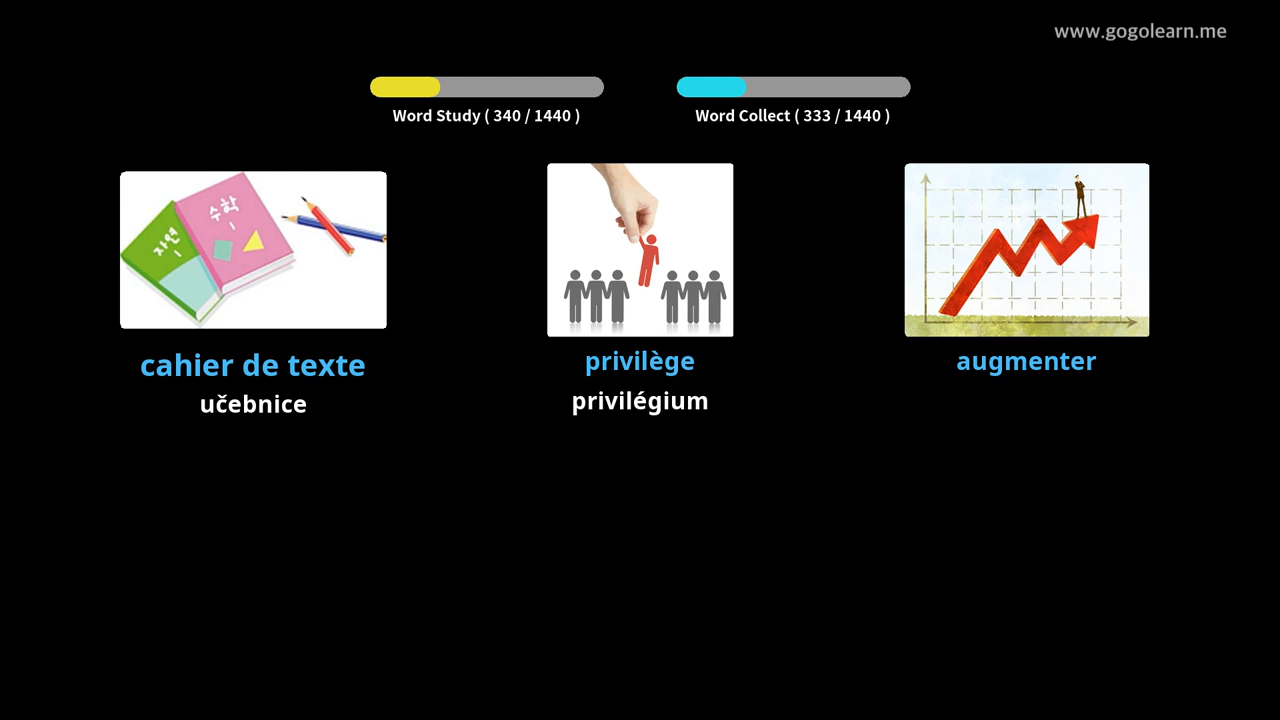 www.gogolearn.me
Word Study ( 340 / 1440 )
Word Collect ( 333 / 1440 )
자연
수학
cahier de texte
učebnice
privilège
privilégium
augmenter